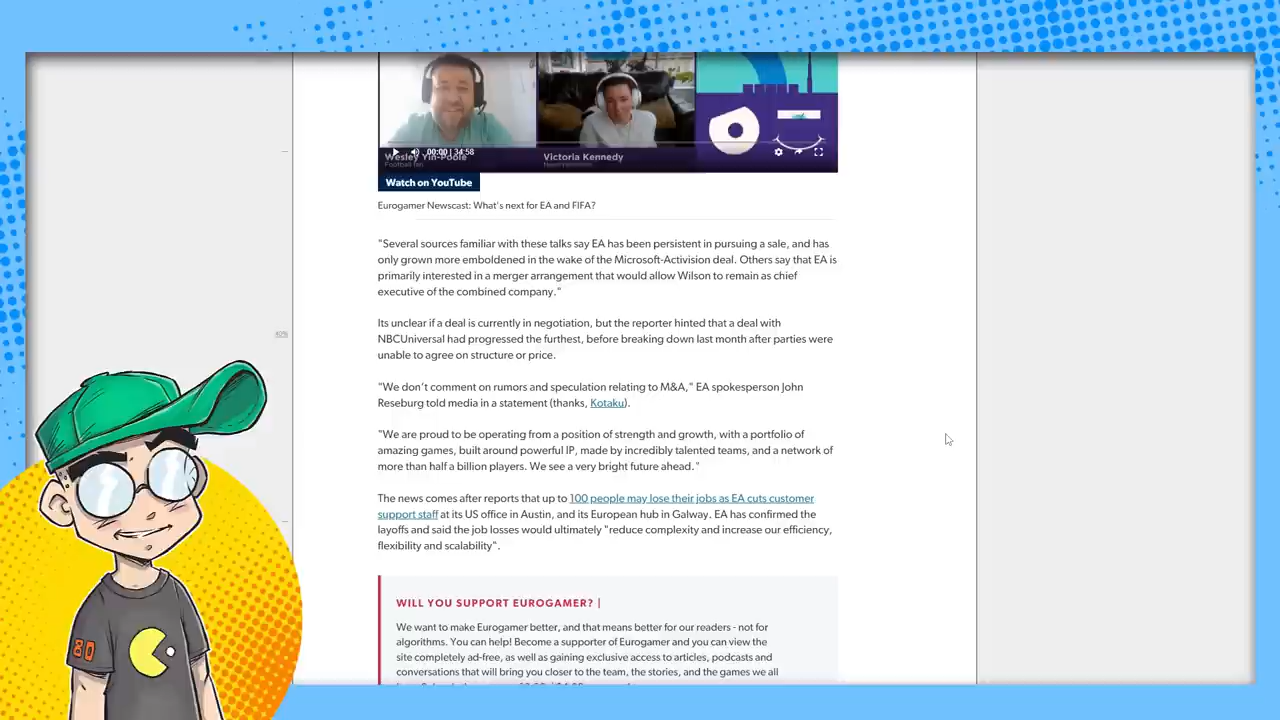 00:00 | 34:58
Wesley Yin-Poole
Victoria Kennedy
Watch on YouTube
Eurogamer Newscast: What's next for EA and FIFA?
"Several sources familiar with these talks say EA has been persistent in pursuing a sale, and has
only grown more emboldened in the wake of the Microsoft-Activision deal. Others say that EA is
primarily interested in a merger arrangement that would allow Wilson to remain as chief
executive of the combined company."
Its unclear if a deal is currently in negotiation, but the reporter hinted that a deal with
NBCUniversal had progressed the furthest, before breaking down last month after parties were
unable to agree on structure or price.
"We don't comment on rumors and speculation relating to M&A," EA spokesperson John
Reseburg told media in a statement (thanks, Kotaku).
"We are proud to be operating from a position of strength and growth, with a portfolio of
amazing games, built around powerful IP, made by incredibly talented teams, and a network of
more than half a billion players. We see a very bright future ahead."
The news comes after reports that up to 100 people may lose their jobs as EA cuts customer
support staff at its US office in Austin, and its European hub in Galway. EA has confirmed the
layoffs and said the job losses would ultimately "reduce complexity and increase our efficiency,
flexibility and scalability".
WILL YOU SUPPORT EUROGAMER? |
We want to make Eurogamer better, and that means better for our readers - not for
algorithms. You can help! Become a supporter of Eurogamer and you can view the
site completely ad-free, as well as gaining exclusive access to articles, podcasts and
conversations that will bring you closer to the team, the stories, and the games we all
80